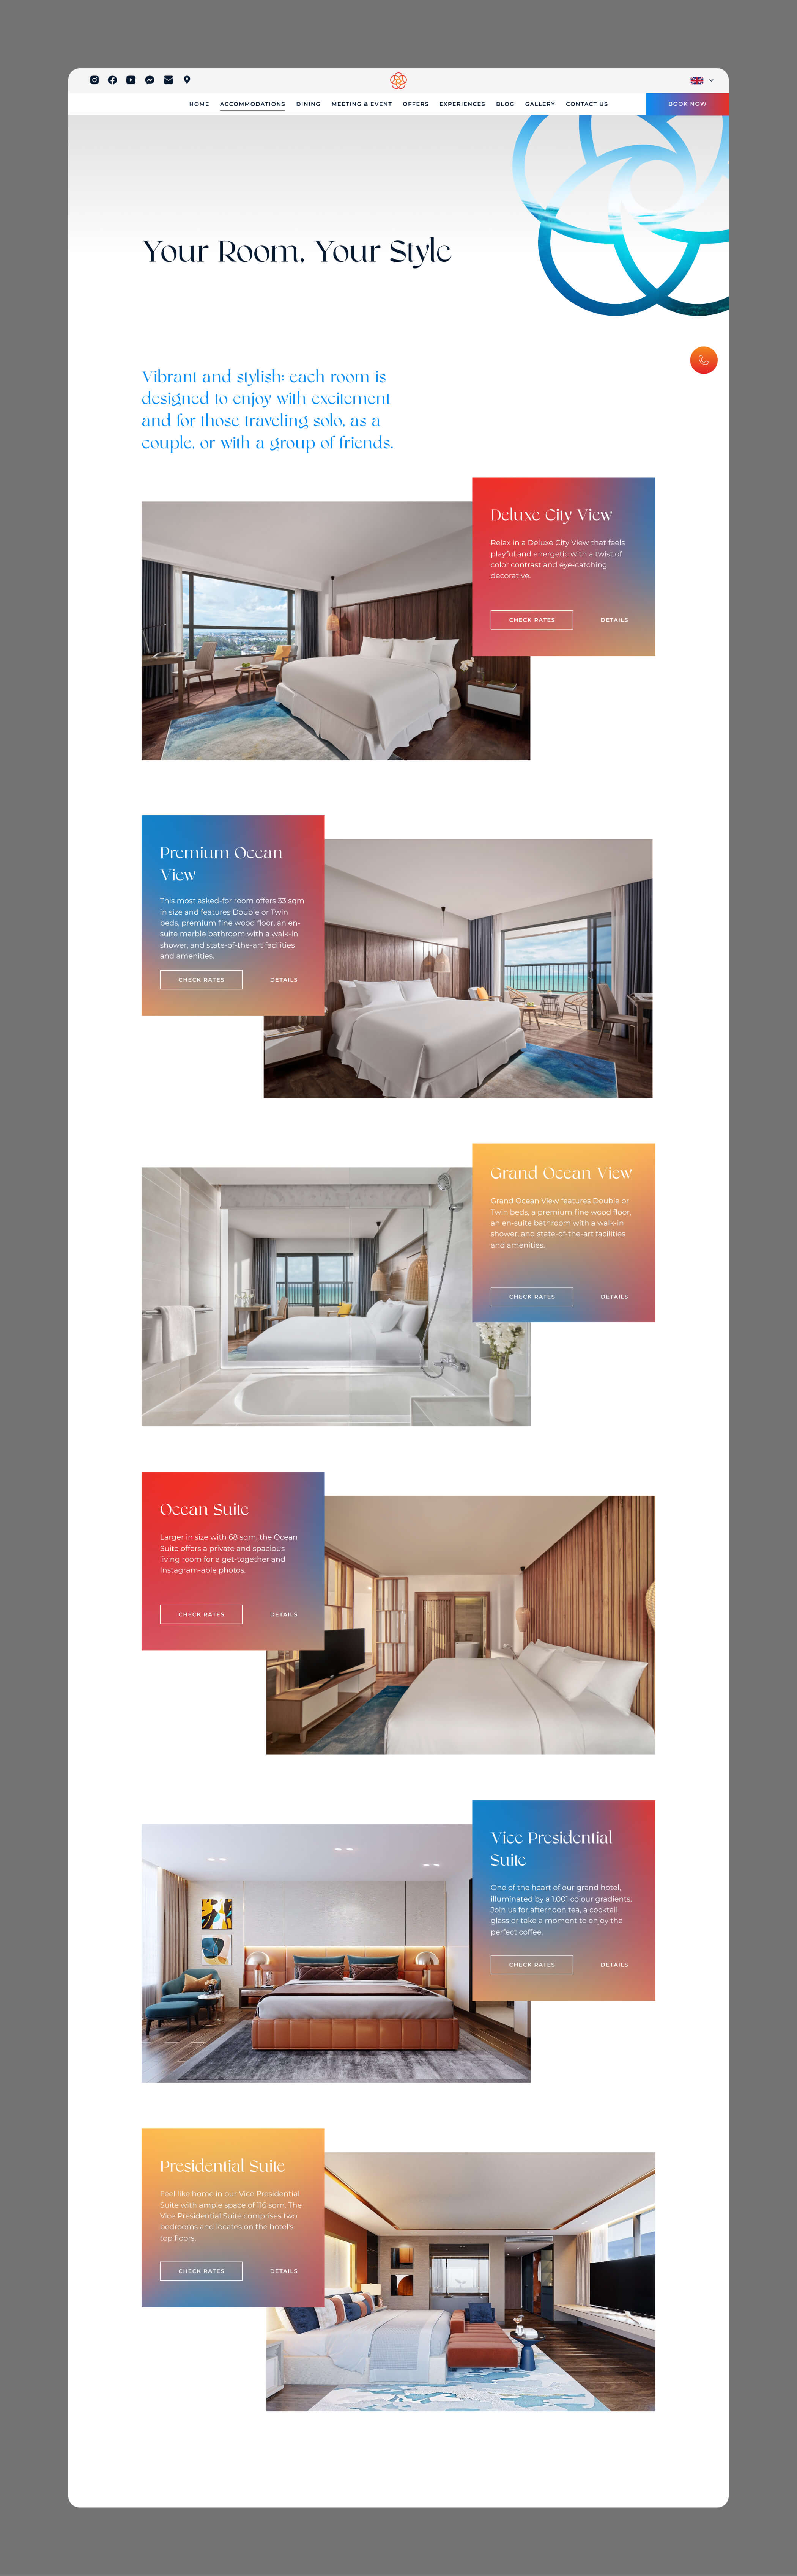 HOME ACCOMMODATIONS DINING MEETING & EVENT OFFERS EXPERIENCES BLOG GALLERY CONTACT US BOOK NOW
Your Room, Your Style
Vibrant and stylish: each room is
designed to enjoy with excitement
and for those traveling solo, as a
couple, or with a group of friends.
Deluxe City View
Relax in a Deluxe City View that feels
playful and energetic with a twist of
color contrast and eye-catching
decorative.
CHECK RATES DETAILS
Premium Ocean
View
This most asked-for room offers 33 sqm
in size and features Double or Twin
beds, premium fine wood floor, an en-
suite marble bathroom with a walk-in
shower, and state-of-the-art facilities
and amenities.
CHECK RATES DETAILS
Grand Ocean View
Grand Ocean View features Double or
Twin beds, a premium fine wood floor,
an en-suite bathroom with a walk-in
shower, and state-of-the-art facilities
and amenities.
CHECK RATES DETAILS
Ocean Suite
Larger in size with 68 sqm, the Ocean
Suite offers a private and spacious
living room for a get-together and
Instagram-able photos.
CHECK RATES DETAILS
Vice Presidential
Suite
One of the heart of our grand hotel,
illuminated by a 1,001 colour gradients.
Join us for afternoon tea, a cocktail
glass or take a moment to enjoy the
perfect coffee.
CHECK RATES DETAILS
Presidential Suite
Feel like home in our Vice Presidential
Suite with ample space of 116 sqm. The
Vice Presidential Suite comprises two
bedrooms and locates on the hotel's
top floors.
CHECK RATES DETAILS